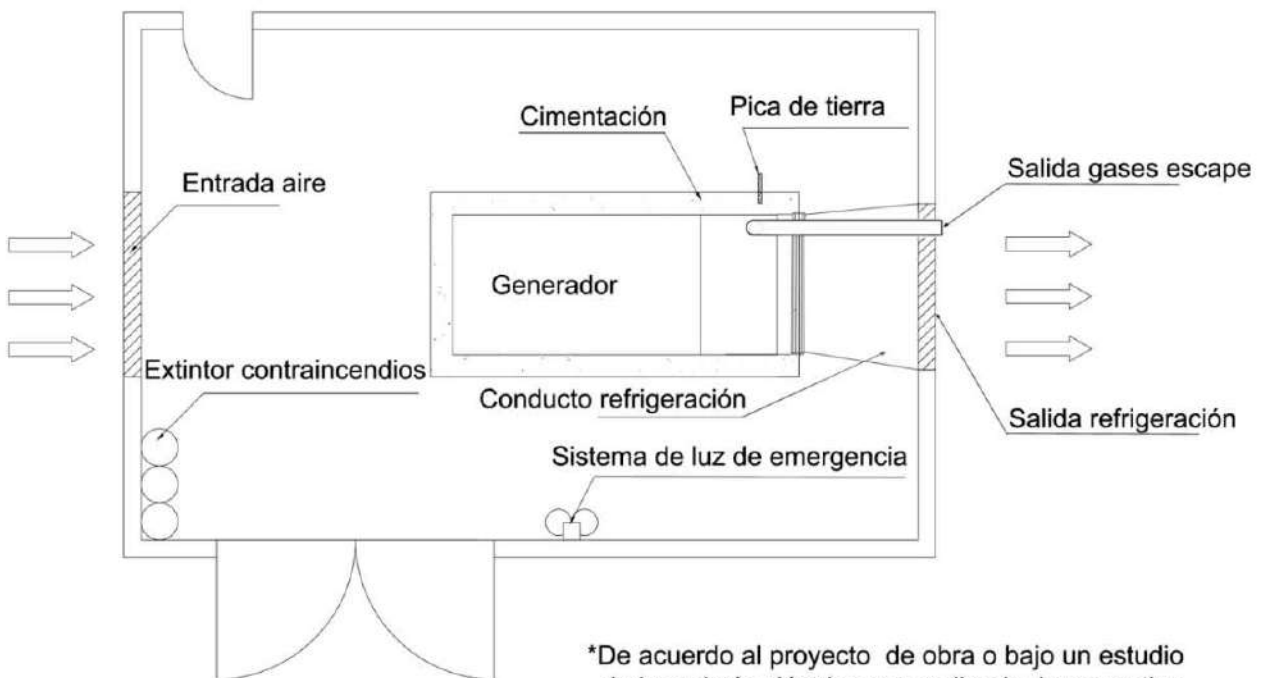 Pica de tierra
Cimentación
Salida gases escape
Entrada aire
Generador
Extintor contraincendios
Conducto refrigeración
Salida refrigeración
Sistema de luz de emergencia
*De acuerdo al proyecto de obra o bajo un estudio